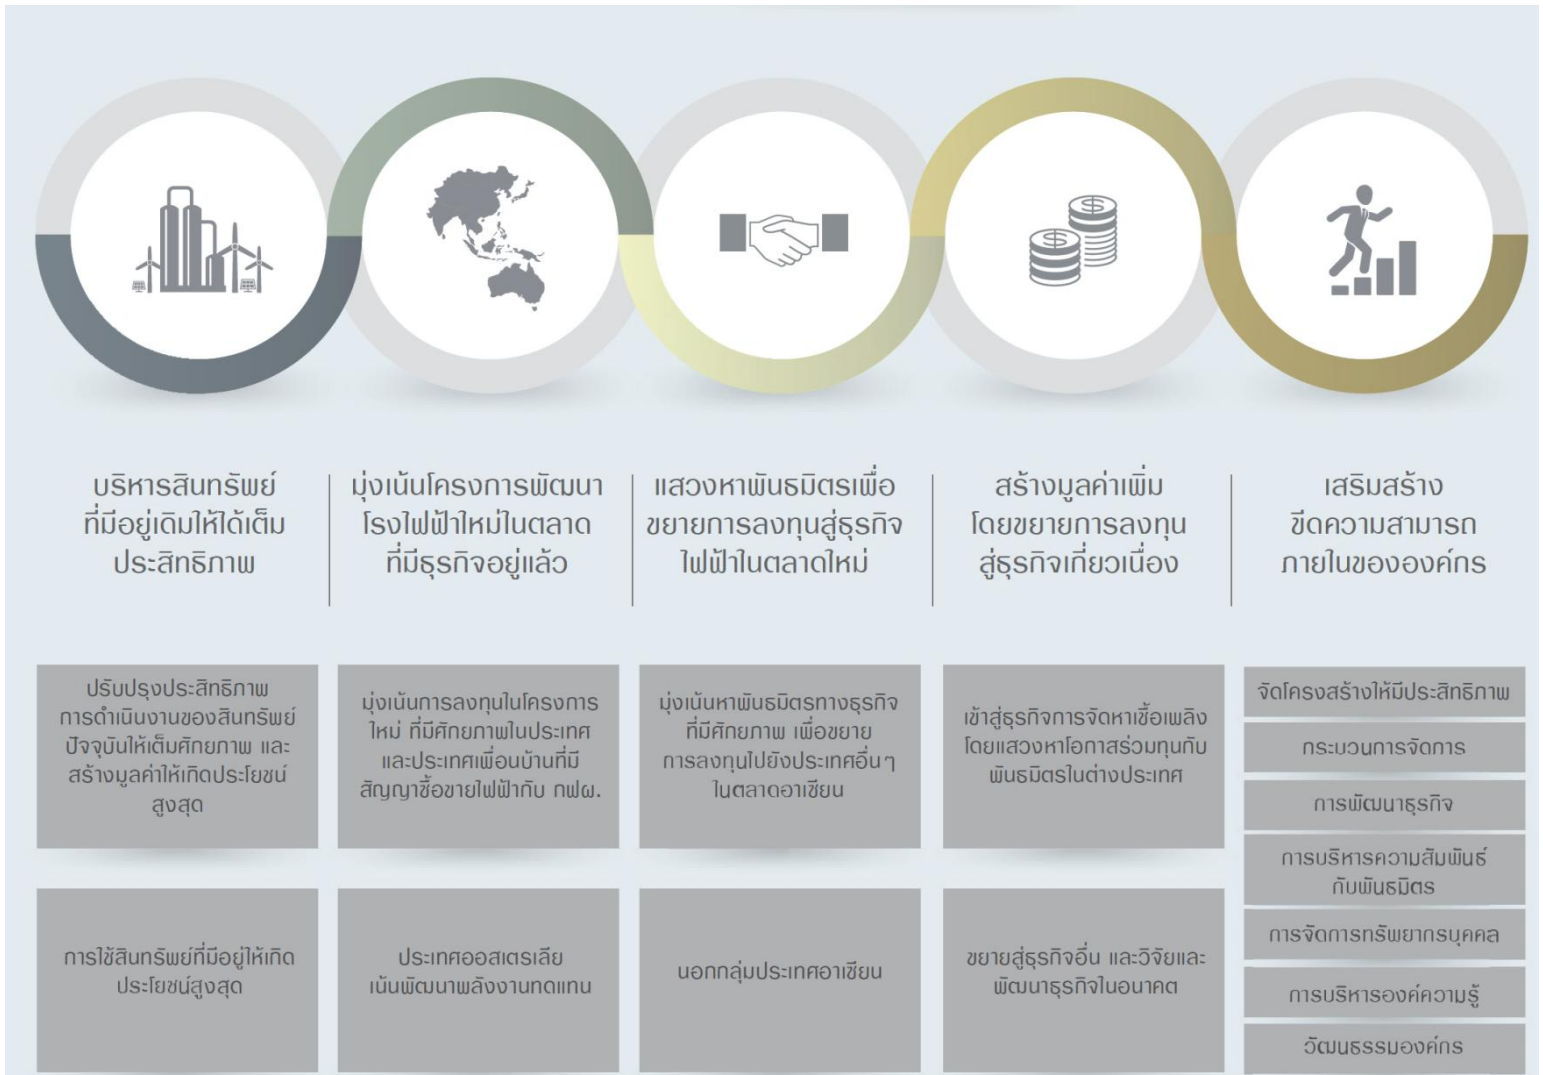 บริหารสินทรัพย์
ที่มีอยู่เดิมให้ได้เต็ม
ประสิทธิภาพ
มุ่งเน้นโครงการพัฒนา
โรงไฟฟ้าใหม่ในตลาด
ที่มีธุรกิจอยู่แล้ว
แสวงหาพันธมิตรเพื่อ
ขยายการลงทุนสู่ธุรกิจ
ไฟฟ้าในตลาดใหม่
สร้างมูลค่าเพิ่ม
โดยขยายการลงทุน
สู่ธุรกิจเกี่ยวเนื่อง
เสริมสร้าง
ขีดความสามารถ
ภายในขององค์กร
ปรับปรุงประสิทธิภาพ
การดำเนินงานของสินทรัพย์
ปัจจุบันให้เต็มศักยภาพ และ
สร้างมูลค่าให้เกิดประโยชน์
สูงสุด
มุ่งเน้นการลงทุนในโครงการ
ใหม่ ที่มีศักยภาพในประเทศ
และประเทศเพื่อนบ้านที่มี
สัญญาซื้อขายไฟฟ้ากับ กฟผ.
มุ่งเน้นหาพันธมิตรทางธุรกิจ
ที่มีศักยภาพ เพื่อขยาย
การลงทุนไปยังประเทศอื่นๆ
ในตลาดอาเซียน
เข้าสู่ธุรกิจการจัดหาเชื้อเพลิง
โดยแสวงหาโอกาสร่วมทุนกับ
พันธมิตรในต่างประเทศ
จัดโครงสร้างให้มีประสิทธิภาพ
กระบวนการจัดการ
การพัฒนาธุรกิจ
การบริหารความสัมพันธ์
กับพันธมิตร
การใช้สินทรัพย์ที่มีอยู่ให้เกิด
ประโยชน์สูงสุด
ประเทศออสเตรเลีย
เน้นพัฒนาพลังงานทดแทน
นอกกลุ่มประเทศอาเซียน
ขยายสู่ธุรกิจอื่น และวิจัยและ
พัฒนาธุรกิจในอนาคต
การจัดการทรัพยากรบุคคล
การบริหารองค์ความรู้
วัฒนธรรมองค์กร